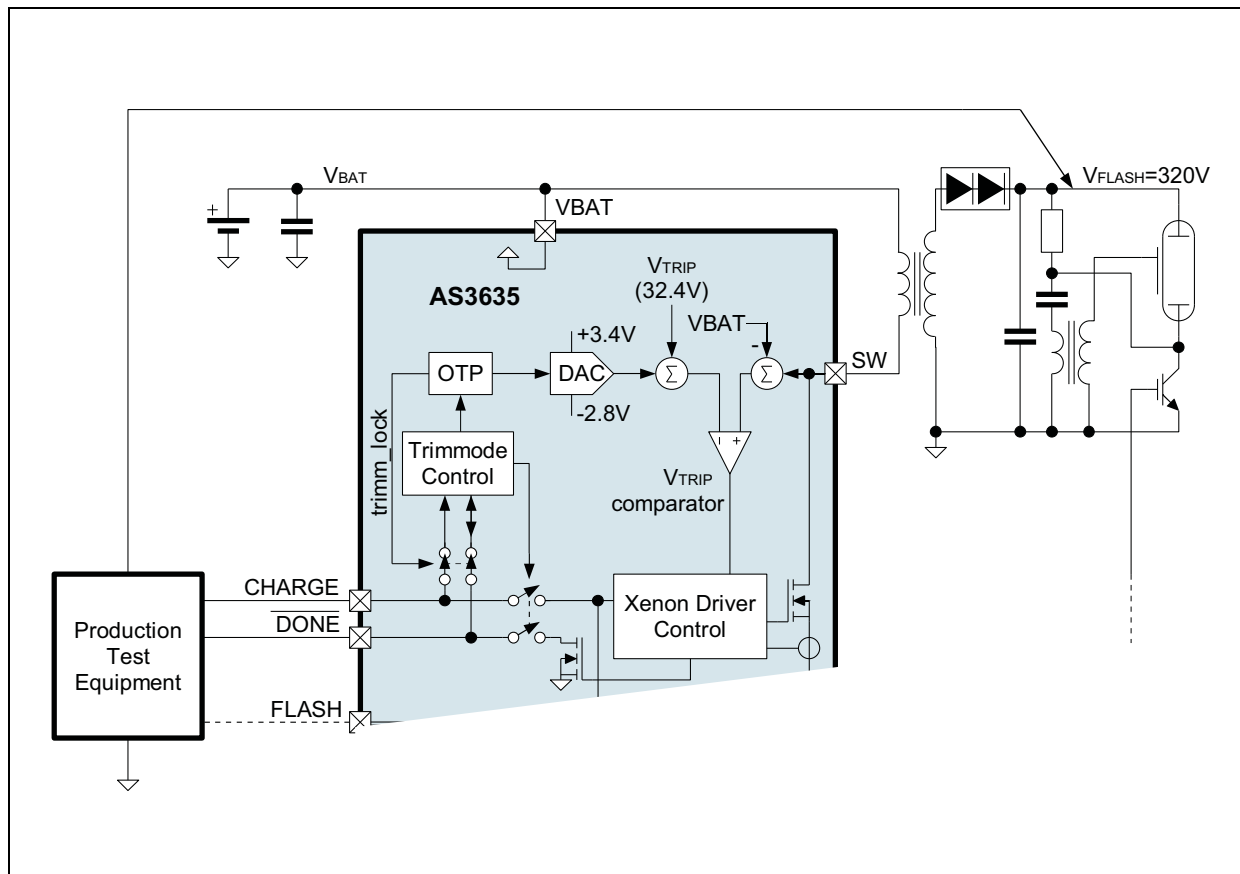 VBAT
VFLASH=320V
VBAT
AS3635
VTRIP
(32.4V)
VBAT
-
+3.4V
SW
OTP
DAC
Σ
Σ
-2.8V
trimm_lock
Trimmode
Control
− +
VTRIP
comparator
CHARGE
DONE
FLASH
Xenon Driver
Control
Production
Test
Equipment
+